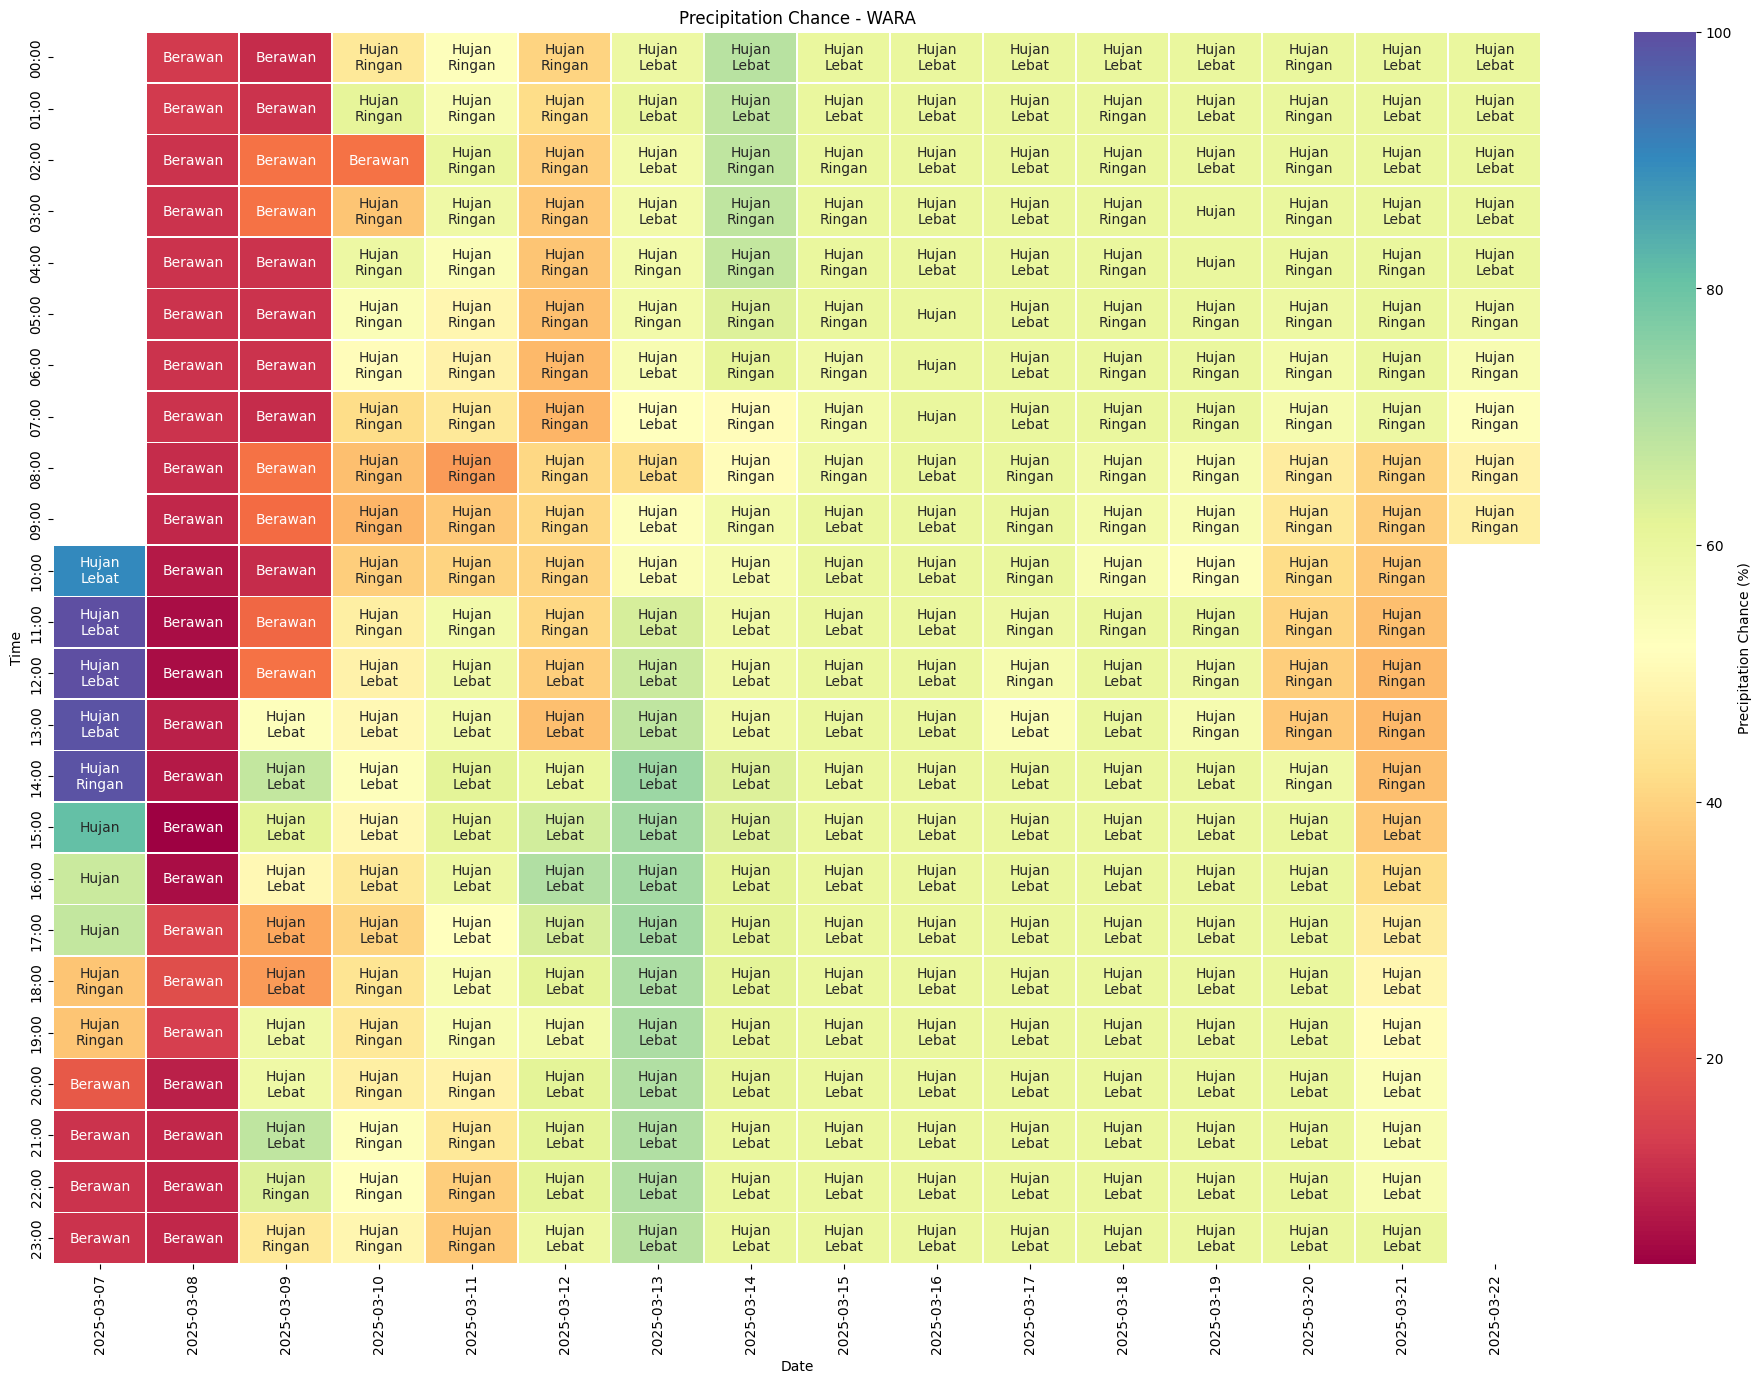 Precipitation Chance - WARA
00:00 Berawan Berawan Hujan Ringan Hujan Ringan Hujan Ringan Hujan Lebat Hujan Lebat Hujan Lebat Hujan Lebat Hujan Lebat Hujan Lebat Hujan Lebat Hujan Ringan Hujan Lebat Hujan Lebat
01:00 Berawan Berawan Hujan Ringan Hujan Ringan Hujan Ringan Hujan Lebat Hujan Lebat Hujan Lebat Hujan Lebat Hujan Lebat Hujan Ringan Hujan Lebat Hujan Ringan Hujan Lebat Hujan Lebat
02:00 Berawan Berawan Berawan Hujan Ringan Hujan Ringan Hujan Lebat Hujan Ringan Hujan Ringan Hujan Lebat Hujan Lebat Hujan Ringan Hujan Lebat Hujan Ringan Hujan Lebat Hujan Lebat
03:00 Berawan Berawan Hujan Ringan Hujan Ringan Hujan Ringan Hujan Lebat Hujan Ringan Hujan Ringan Hujan Lebat Hujan Lebat Hujan Ringan Hujan Hujan Ringan Hujan Lebat Hujan Lebat
04:00 Berawan Berawan Hujan Ringan Hujan Ringan Hujan Ringan Hujan Ringan Hujan Ringan Hujan Ringan Hujan Lebat Hujan Lebat Hujan Ringan Hujan Hujan Ringan Hujan Ringan Hujan Lebat
05:00 Berawan Berawan Hujan Ringan Hujan Ringan Hujan Ringan Hujan Ringan Hujan Ringan Hujan Ringan Hujan Hujan Lebat Hujan Ringan Hujan Ringan Hujan Ringan Hujan Ringan Hujan Ringan
06:00 Berawan Berawan Hujan Ringan Hujan Ringan Hujan Ringan Hujan Lebat Hujan Ringan Hujan Ringan Hujan Hujan Lebat Hujan Ringan Hujan Ringan Hujan Ringan Hujan Ringan Hujan Ringan
07:00 Berawan Berawan Hujan Ringan Hujan Ringan Hujan Ringan Hujan Lebat Hujan Ringan Hujan Ringan Hujan Hujan Lebat Hujan Ringan Hujan Ringan Hujan Ringan Hujan Ringan Hujan Ringan
08:00 Berawan Berawan Hujan Ringan Hujan Ringan Hujan Ringan Hujan Lebat Hujan Ringan Hujan Ringan Hujan Lebat Hujan Ringan Hujan Ringan Hujan Ringan Hujan Ringan Hujan Ringan Hujan Ringan
09:00 Berawan Berawan Hujan Ringan Hujan Ringan Hujan Ringan Hujan Lebat Hujan Ringan Hujan Lebat Hujan Lebat Hujan Ringan Hujan Ringan Hujan Ringan Hujan Ringan Hujan Ringan Hujan Ringan
10:00 Hujan Lebat Berawan Berawan Hujan Ringan Hujan Ringan Hujan Ringan Hujan Lebat Hujan Lebat Hujan Lebat Hujan Lebat Hujan Ringan Hujan Ringan Hujan Ringan Hujan Ringan Hujan Ringan
11:00 Hujan Lebat Berawan Berawan Hujan Ringan Hujan Ringan Hujan Ringan Hujan Lebat Hujan Lebat Hujan Lebat Hujan Lebat Hujan Ringan Hujan Ringan Hujan Ringan Hujan Ringan Hujan Ringan
12:00 Hujan Lebat Berawan Berawan Hujan Lebat Hujan Lebat Hujan Lebat Hujan Lebat Hujan Lebat Hujan Lebat Hujan Lebat Hujan Ringan Hujan Lebat Hujan Ringan Hujan Ringan Hujan Ringan
13:00 Hujan Lebat Berawan Hujan Lebat Hujan Lebat Hujan Lebat Hujan Lebat Hujan Lebat Hujan Lebat Hujan Lebat Hujan Lebat Hujan Lebat Hujan Lebat Hujan Ringan Hujan Ringan Hujan Ringan
14:00 Hujan Ringan Berawan Hujan Lebat Hujan Lebat Hujan Lebat Hujan Lebat Hujan Lebat Hujan Lebat Hujan Lebat Hujan Lebat Hujan Lebat Hujan Lebat Hujan Lebat Hujan Ringan Hujan Ringan
15:00 Hujan Berawan Hujan Lebat Hujan Lebat Hujan Lebat Hujan Lebat Hujan Lebat Hujan Lebat Hujan Lebat Hujan Lebat Hujan Lebat Hujan Lebat Hujan Lebat Hujan Lebat Hujan Lebat
16:00 Hujan Berawan Hujan Lebat Hujan Lebat Hujan Lebat Hujan Lebat Hujan Lebat Hujan Lebat Hujan Lebat Hujan Lebat Hujan Lebat Hujan Lebat Hujan Lebat Hujan Lebat Hujan Lebat
17:00 Hujan Berawan Hujan Lebat Hujan Lebat Hujan Lebat Hujan Lebat Hujan Lebat Hujan Lebat Hujan Lebat Hujan Lebat Hujan Lebat Hujan Lebat Hujan Lebat Hujan Lebat Hujan Lebat
18:00 Hujan Ringan Berawan Hujan Lebat Hujan Ringan Hujan Lebat Hujan Lebat Hujan Lebat Hujan Lebat Hujan Lebat Hujan Lebat Hujan Lebat Hujan Lebat Hujan Lebat Hujan Lebat Hujan Lebat
19:00 Hujan Ringan Berawan Hujan Lebat Hujan Ringan Hujan Ringan Hujan Lebat Hujan Lebat Hujan Lebat Hujan Lebat Hujan Lebat Hujan Lebat Hujan Lebat Hujan Lebat Hujan Lebat Hujan Lebat
20:00 Berawan Berawan Hujan Lebat Hujan Ringan Hujan Ringan Hujan Lebat Hujan Lebat Hujan Lebat Hujan Lebat Hujan Lebat Hujan Lebat Hujan Lebat Hujan Lebat Hujan Lebat Hujan Lebat
21:00 Berawan Berawan Hujan Lebat Hujan Ringan Hujan Ringan Hujan Lebat Hujan Lebat Hujan Lebat Hujan Lebat Hujan Lebat Hujan Lebat Hujan Lebat Hujan Lebat Hujan Lebat Hujan Lebat
22:00 Berawan Berawan Hujan Ringan Hujan Ringan Hujan Ringan Hujan Lebat Hujan Lebat Hujan Lebat Hujan Lebat Hujan Lebat Hujan Lebat Hujan Lebat Hujan Lebat Hujan Lebat Hujan Lebat
23:00 Berawan Berawan Hujan Ringan Hujan Ringan Hujan Ringan Hujan Lebat Hujan Lebat Hujan Lebat Hujan Lebat Hujan Lebat Hujan Lebat Hujan Lebat Hujan Lebat Hujan Lebat Hujan Lebat
Time
2025-03-07 2025-03-08 2025-03-09 2025-03-10 2025-03-11 2025-03-12 2025-03-13 2025-03-14 2025-03-15 2025-03-16 2025-03-17 2025-03-18 2025-03-19 2025-03-20 2025-03-21 2025-03-22
Date
100
80
60
40
20
Precipitation Chance (%)